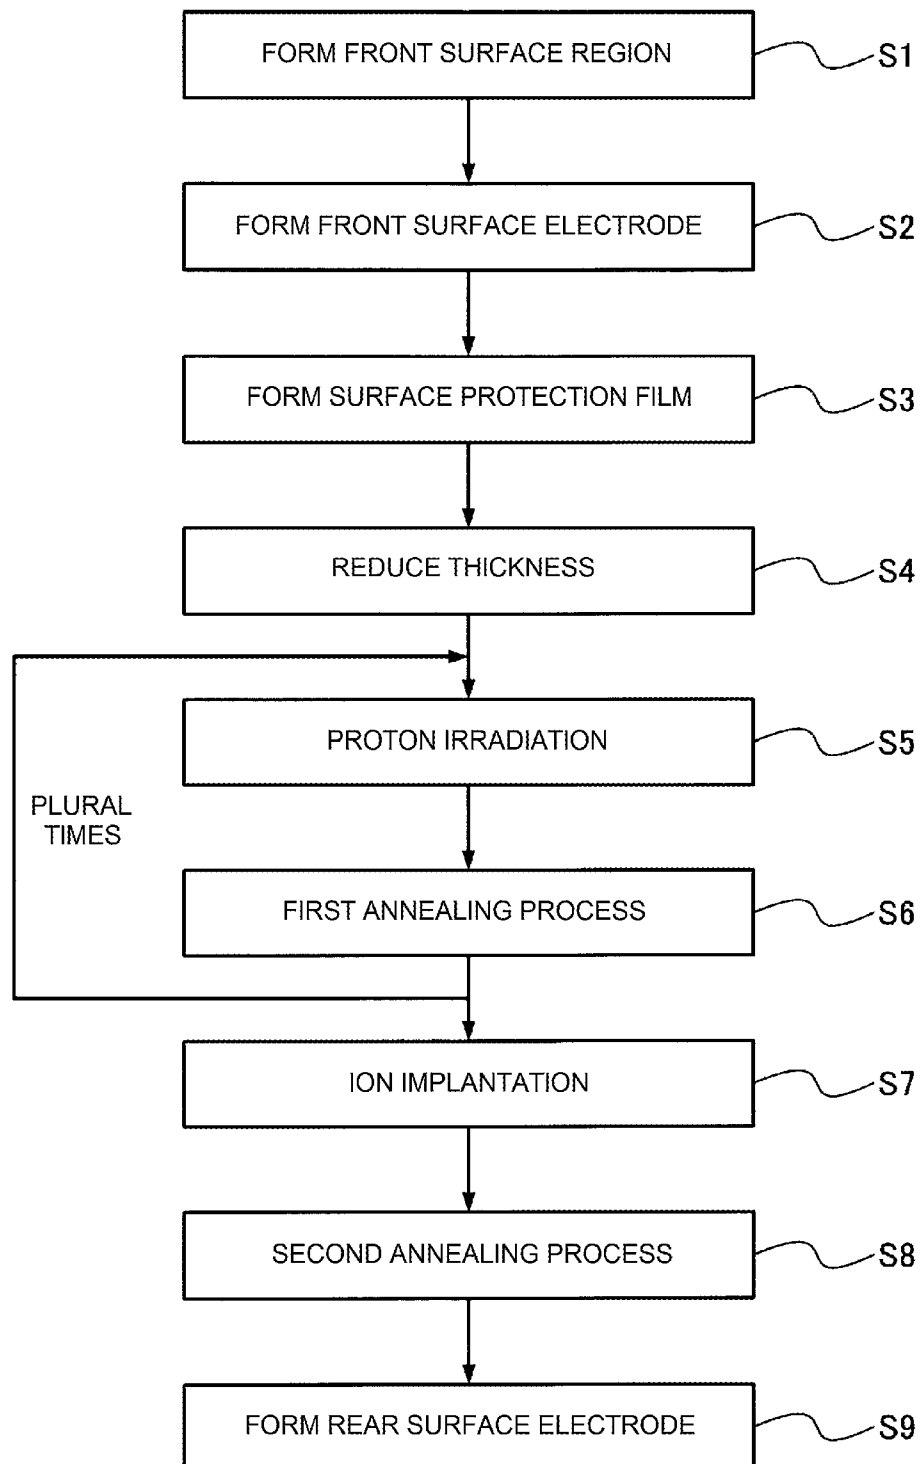 FORM FRONT SURFACE REGION
S1
FORM FRONT SURFACE ELECTRODE
S2
FORM SURFACE PROTECTION FILM
S3
REDUCE THICKNESS
S4
PROTON IRRADIATION
S5
PLURAL
TIMES
FIRST ANNEALING PROCESS
S6
ION IMPLANTATION
S7
SECOND ANNEALING PROCESS
S8
FORM REAR SURFACE ELECTRODE
S9